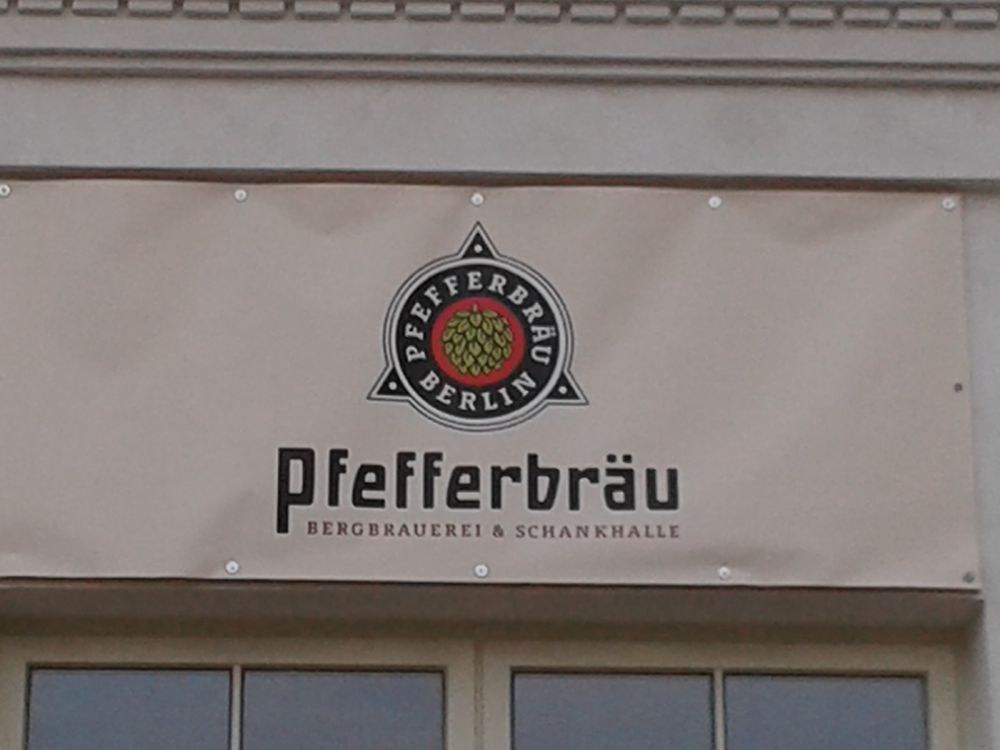 PFEFFERBRÄU
BERLIN
Pfefferbräu
BERGBRAUEREI & SCHANKHALLE